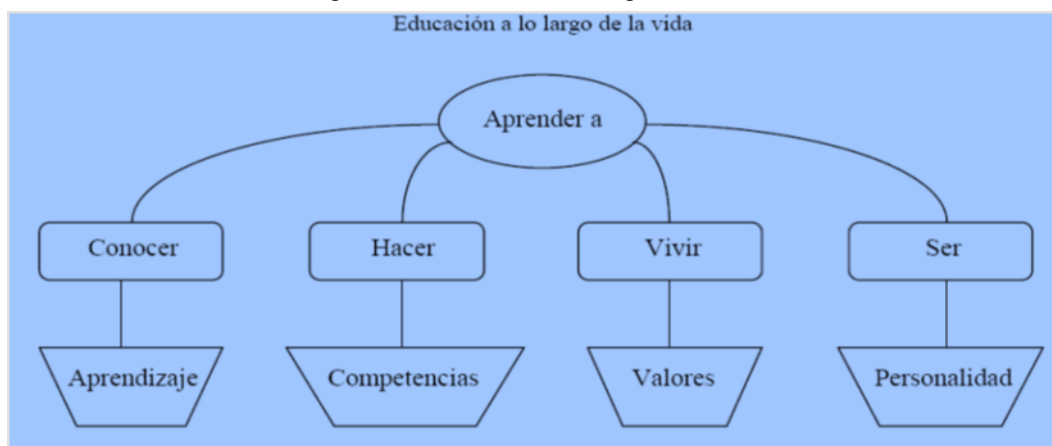 Educación a lo largo de la vida
Aprender a
Conocer
Hacer
Vivir
Ser
Aprendizaje
Competencias
Valores
Personalidad